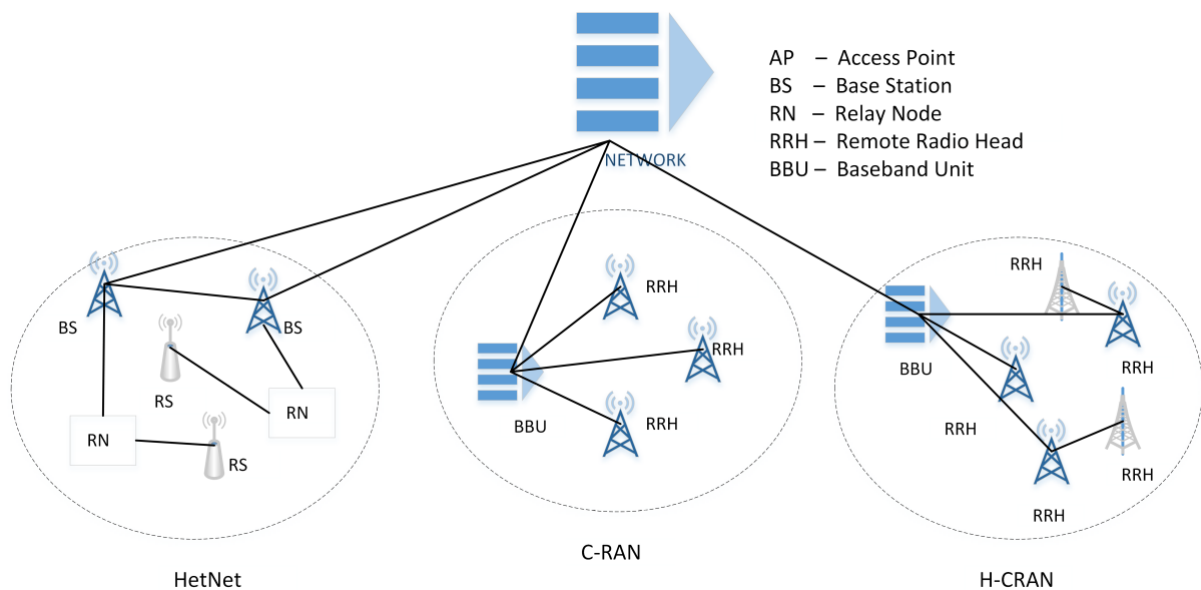 AP – Access Point
BS – Base Station
RN – Relay Node
RRH – Remote Radio Head
BBU – Baseband Unit
NETWORK
BS
BS
RS
RN
RN
RS
HetNet
RRH
RRH
BBU
RRH
C-RAN
RRH
BBU
RRH
RRH
RRH
RRH
H-CRAN